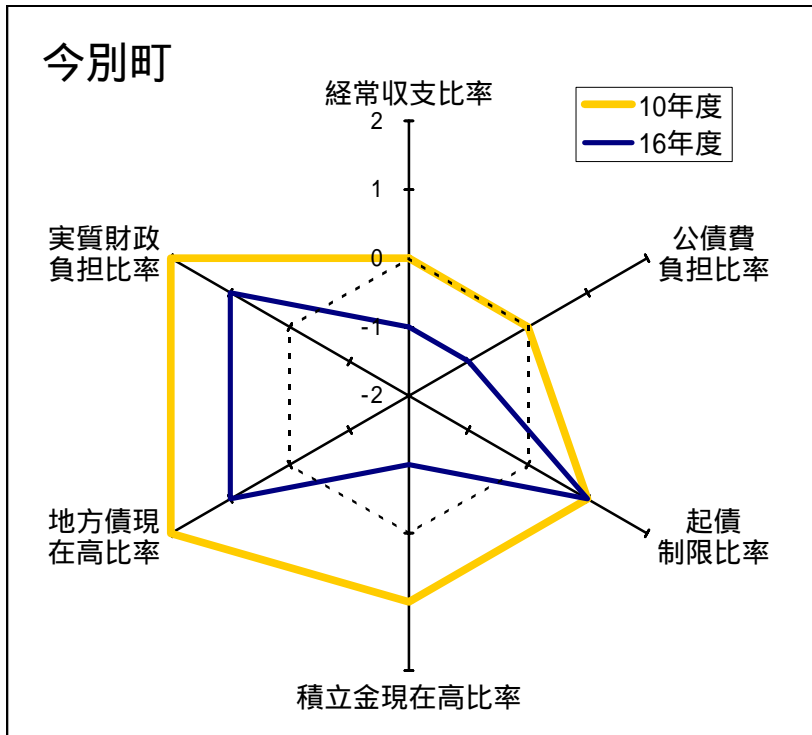 今別町
経常収支比率
10年度
16年度
2
1
0
-1
-2
実質財政
負担比率
公債費
負担比率
地方債現
在高比率
起債
制限比率
積立金現在高比率